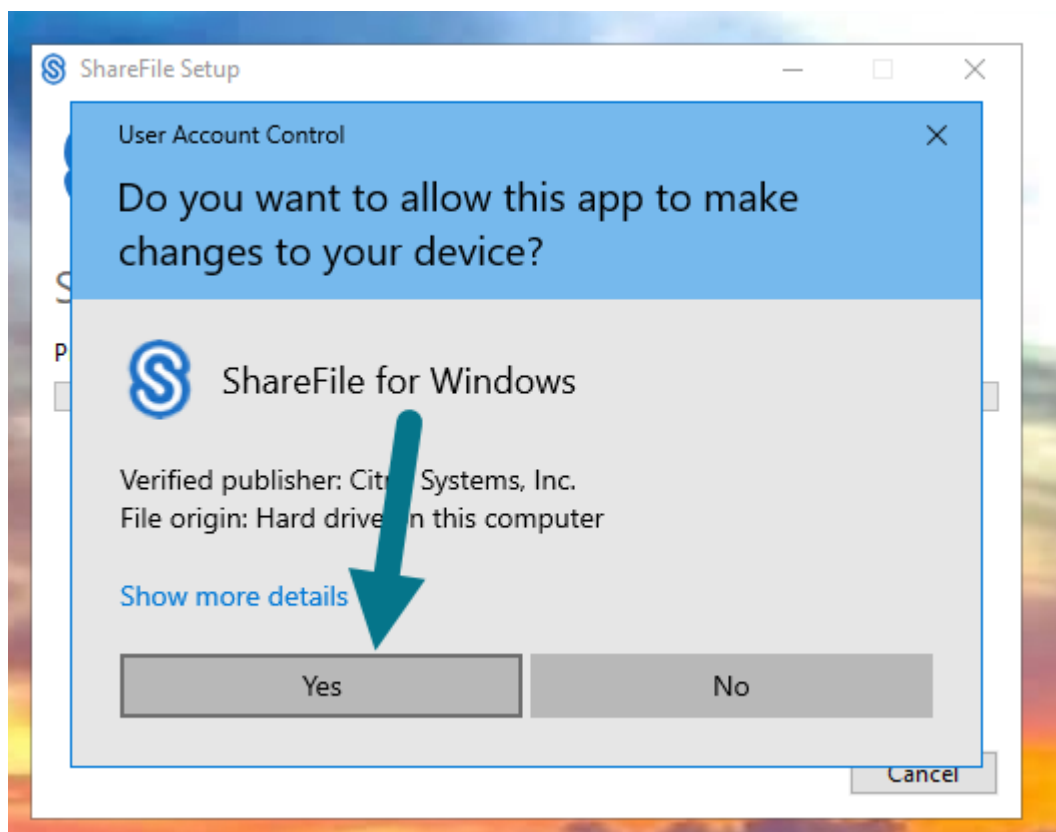 ShareFile Setup
User Account Control
Do you want to allow this app to make
changes to your device?
S
P
ShareFile for Windows
Verified publisher: Systems, Inc.
File origin: Hard drive on this computer
Show more details
Yes
No
Cancel